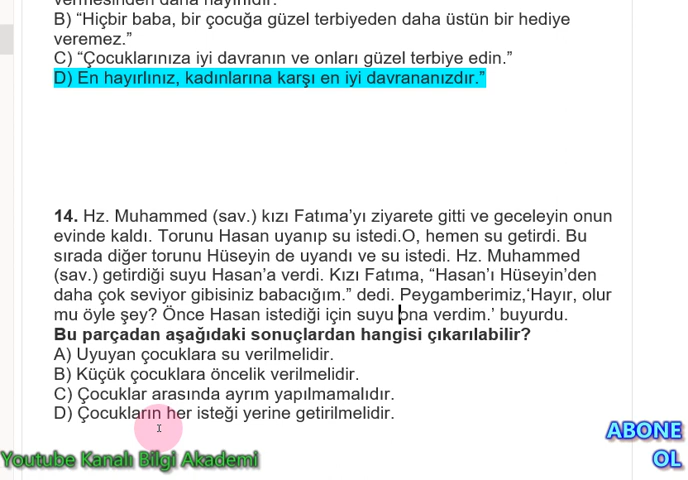 B) “Hiçbir baba, bir çocuğa güzel terbiyeden daha üstün bir hediye
veremez.”
C) “Çocuklarınıza iyi davranın ve onları güzel terbiye edin.”
D) En hayırlınız, kadınlarına karşı en iyi davrananızdır.”
14. Hz. Muhammed (sav.) kızı Fatıma’yı ziyarete gitti ve geceleyin onun
evinde kaldı. Torunu Hasan uyanıp su istedi.O, hemen su getirdi. Bu
sırada diğer torunu Hüseyin de uyandı ve su istedi. Hz. Muhammed
(sav.) getirdiği suyu Hasan’a verdi. Kızı Fatıma, “Hasan’ı Hüseyin’den
daha çok seviyor gibisiniz babacığım.” dedi. Peygamberimiz,‘Hayır, olur
mu öyle şey? Önce Hasan istediği için suyu ona verdim.’ buyurdu.
Bu parçadan aşağıdaki sonuçlardan hangisi çıkarılabilir?
A) Uyuyan çocuklara su verilmelidir.
B) Küçük çocuklara öncelik verilmelidir.
C) Çocuklar arasında ayrım yapılmamalıdır.
D) Çocukların her isteği yerine getirilmelidir.
ABONE
OL
Youtube Kanalı Bilgi Akademi